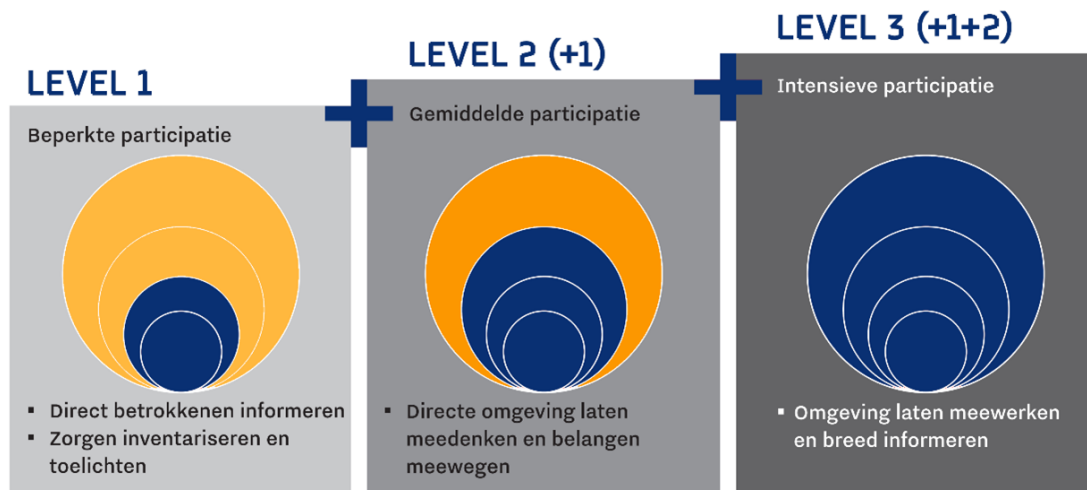 LEVEL 1
Beperkte participatie
▪ Direct betrokkenen informeren
▪ Zorgen inventariseren en
toelichten
LEVEL 2 (+1)
Gemiddelde participatie
▪ Directe omgeving laten
meedenken en belangen
meewegen
LEVEL 3 (+1+2)
Intensieve participatie
▪ Omgeving laten meewerken
en breed informeren